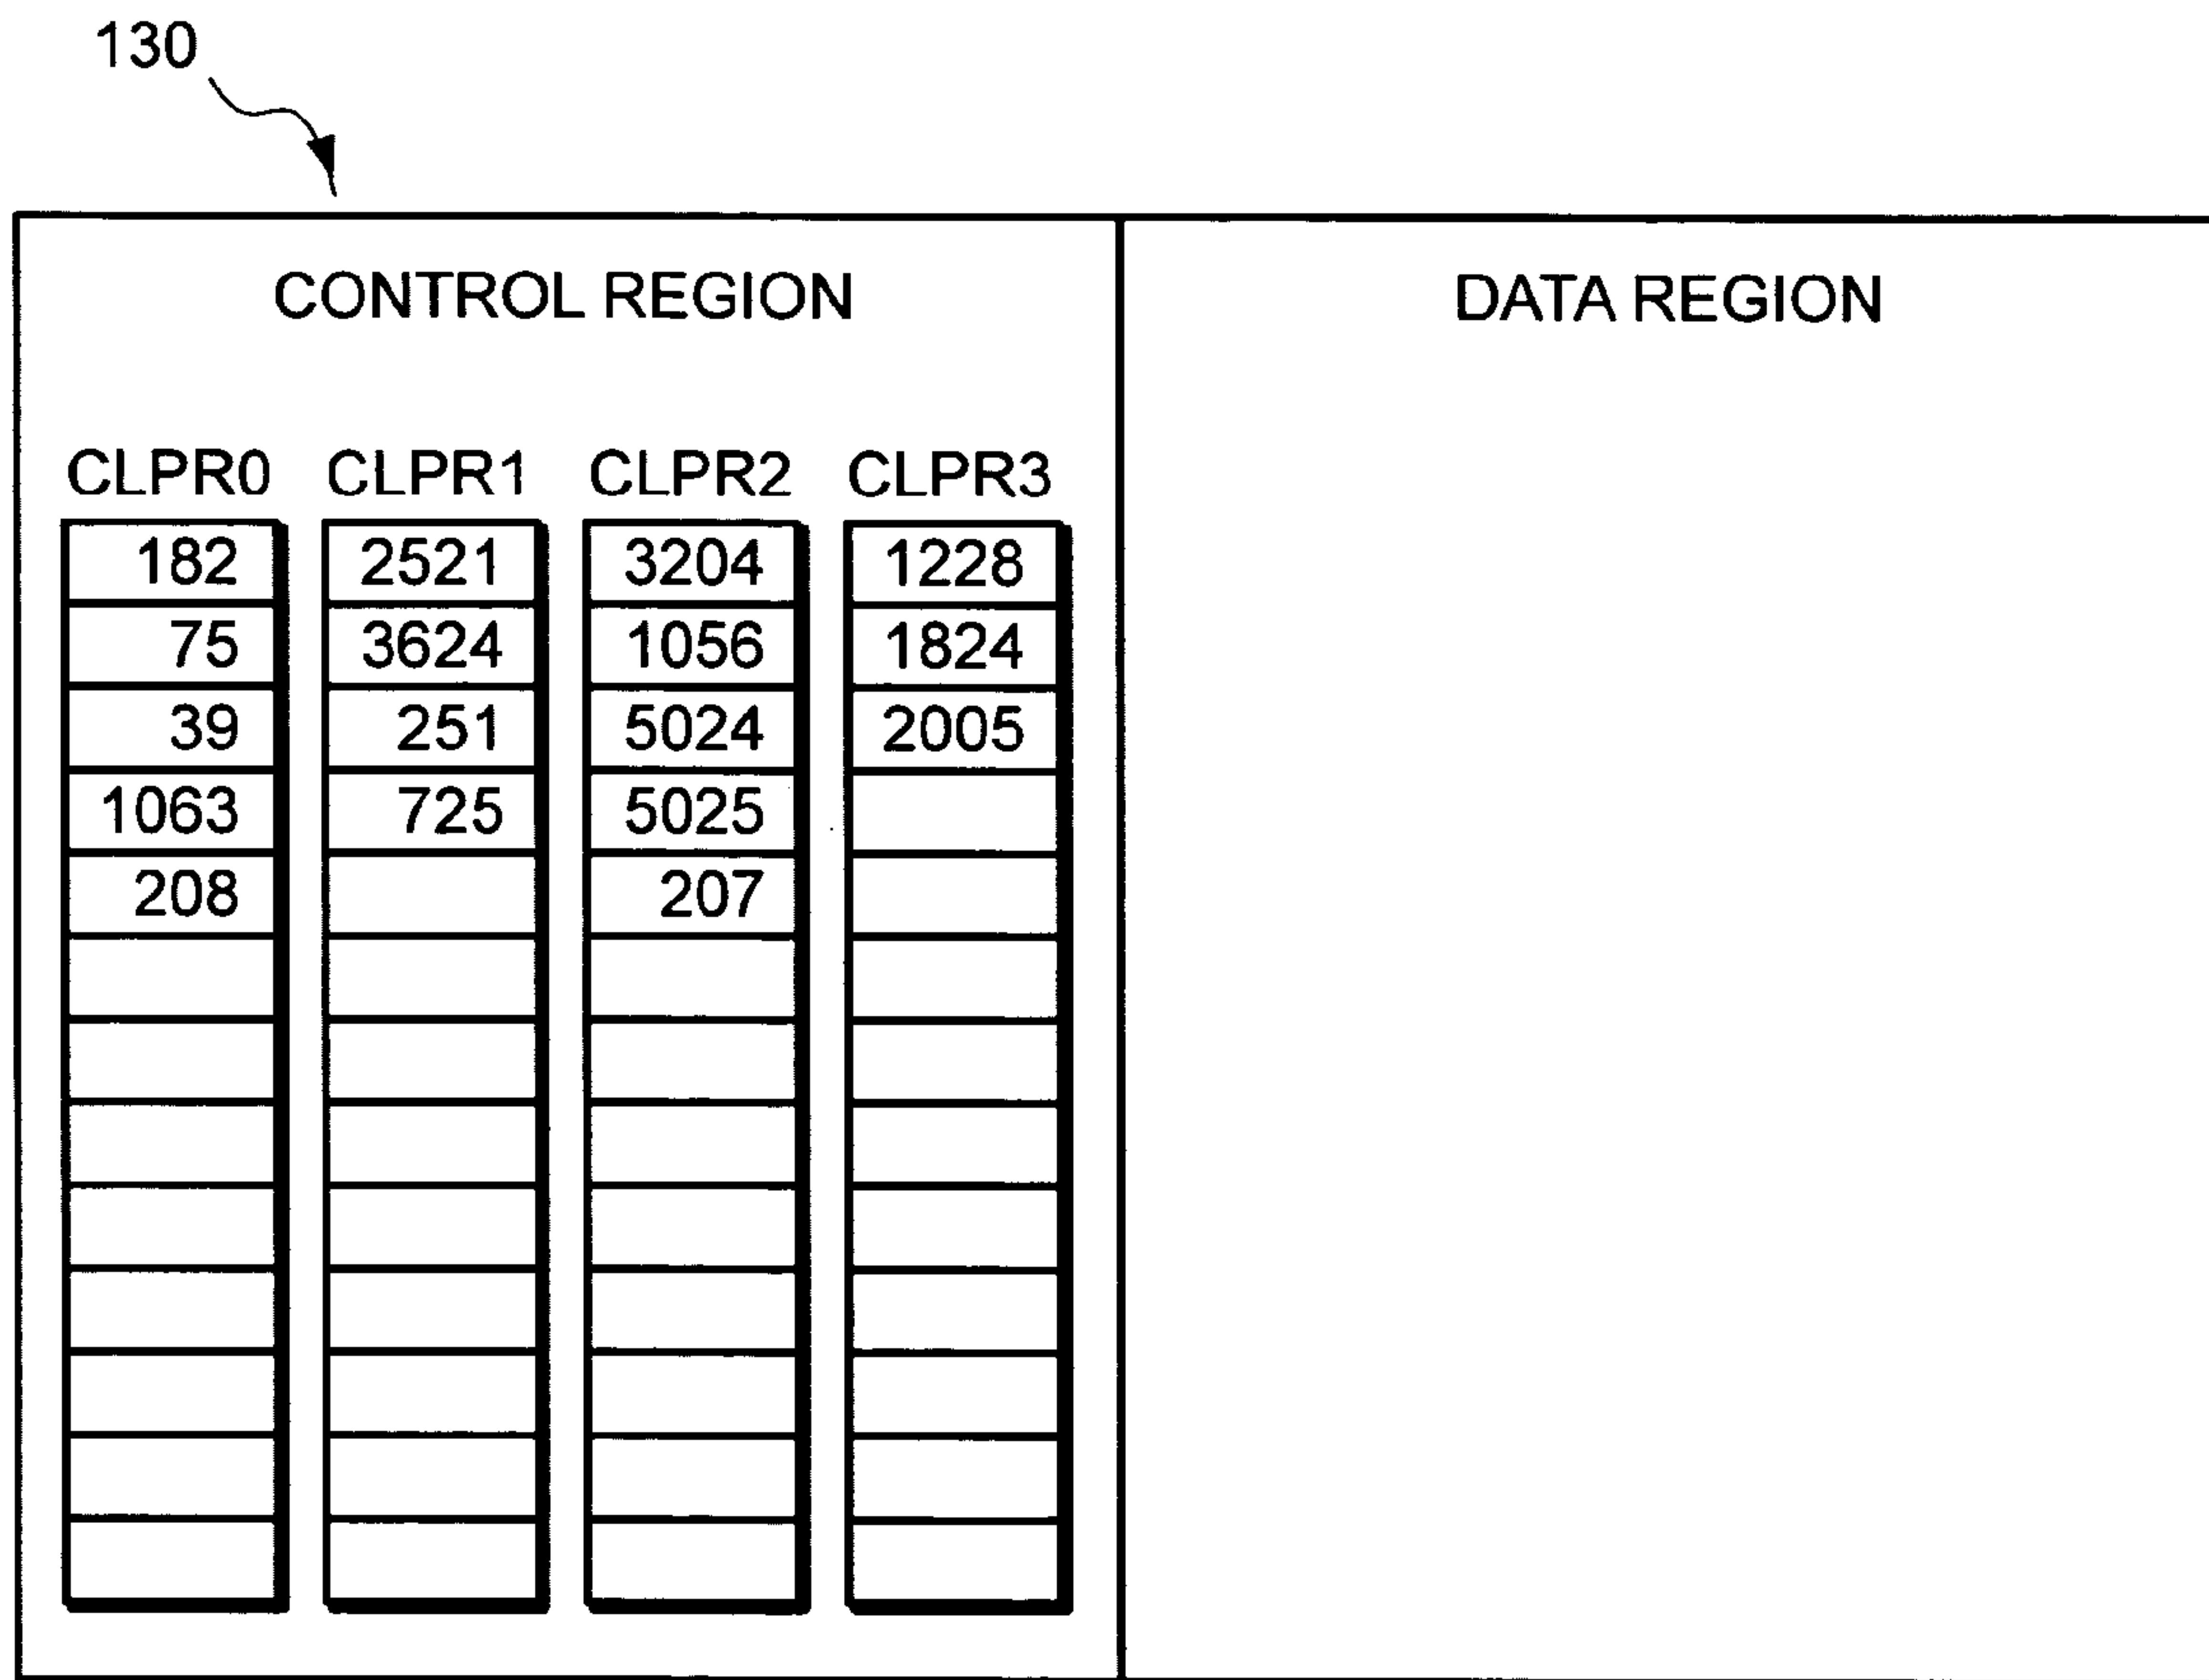 130
CONTROL REGION DATA REGION
CLPR0 CLPR1 CLPR2 CLPR3
182 2521 3204 1228
75 3624 1056 1824
39 251 5024 2005
1063 725 5025
208 207